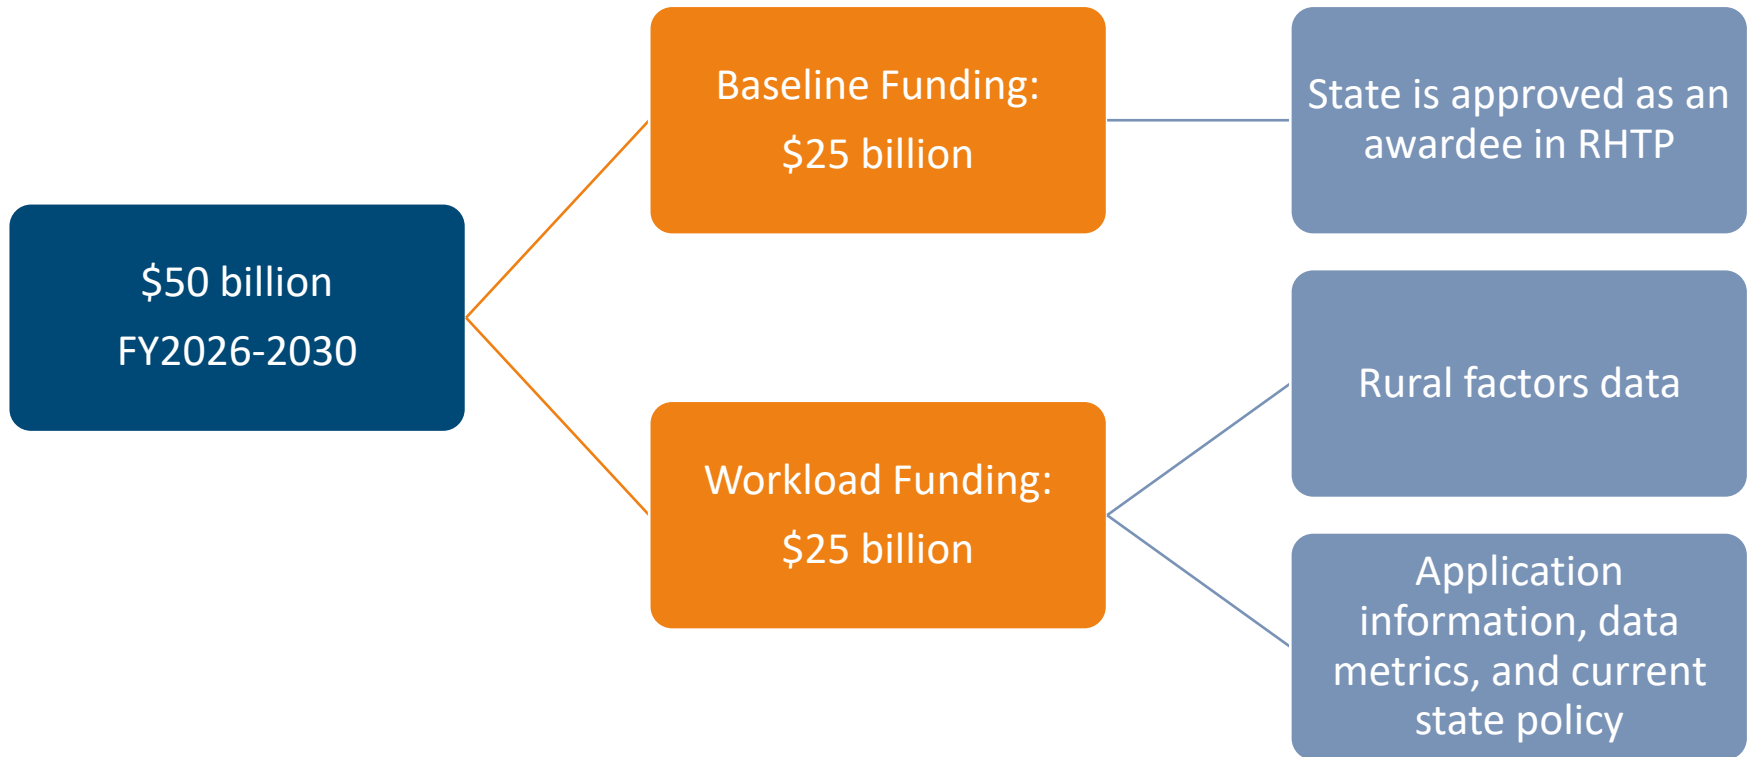 $50 billion
FY2026-2030
Baseline Funding:
$25 billion
State is approved as an
awardee in RHTP
Workload Funding:
$25 billion
Rural factors data
Application
information, data
metrics, and current
state policy